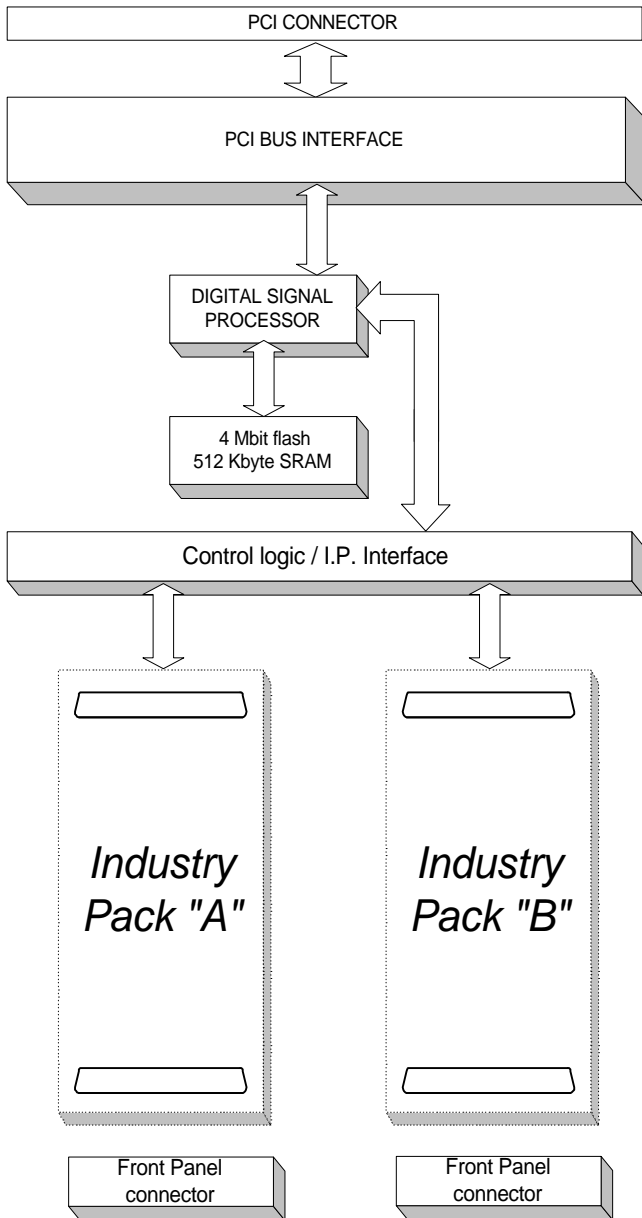 PCI CONNECTOR
PCI BUS INTERFACE
DIGITAL SIGNAL
PROCESSOR
4 Mbit flash
512 Kbyte SRAM
Control logic / I.P. Interface
Industry
Pack "A"
Industry
Pack "B"
Front Panel
connector
Front Panel
connector